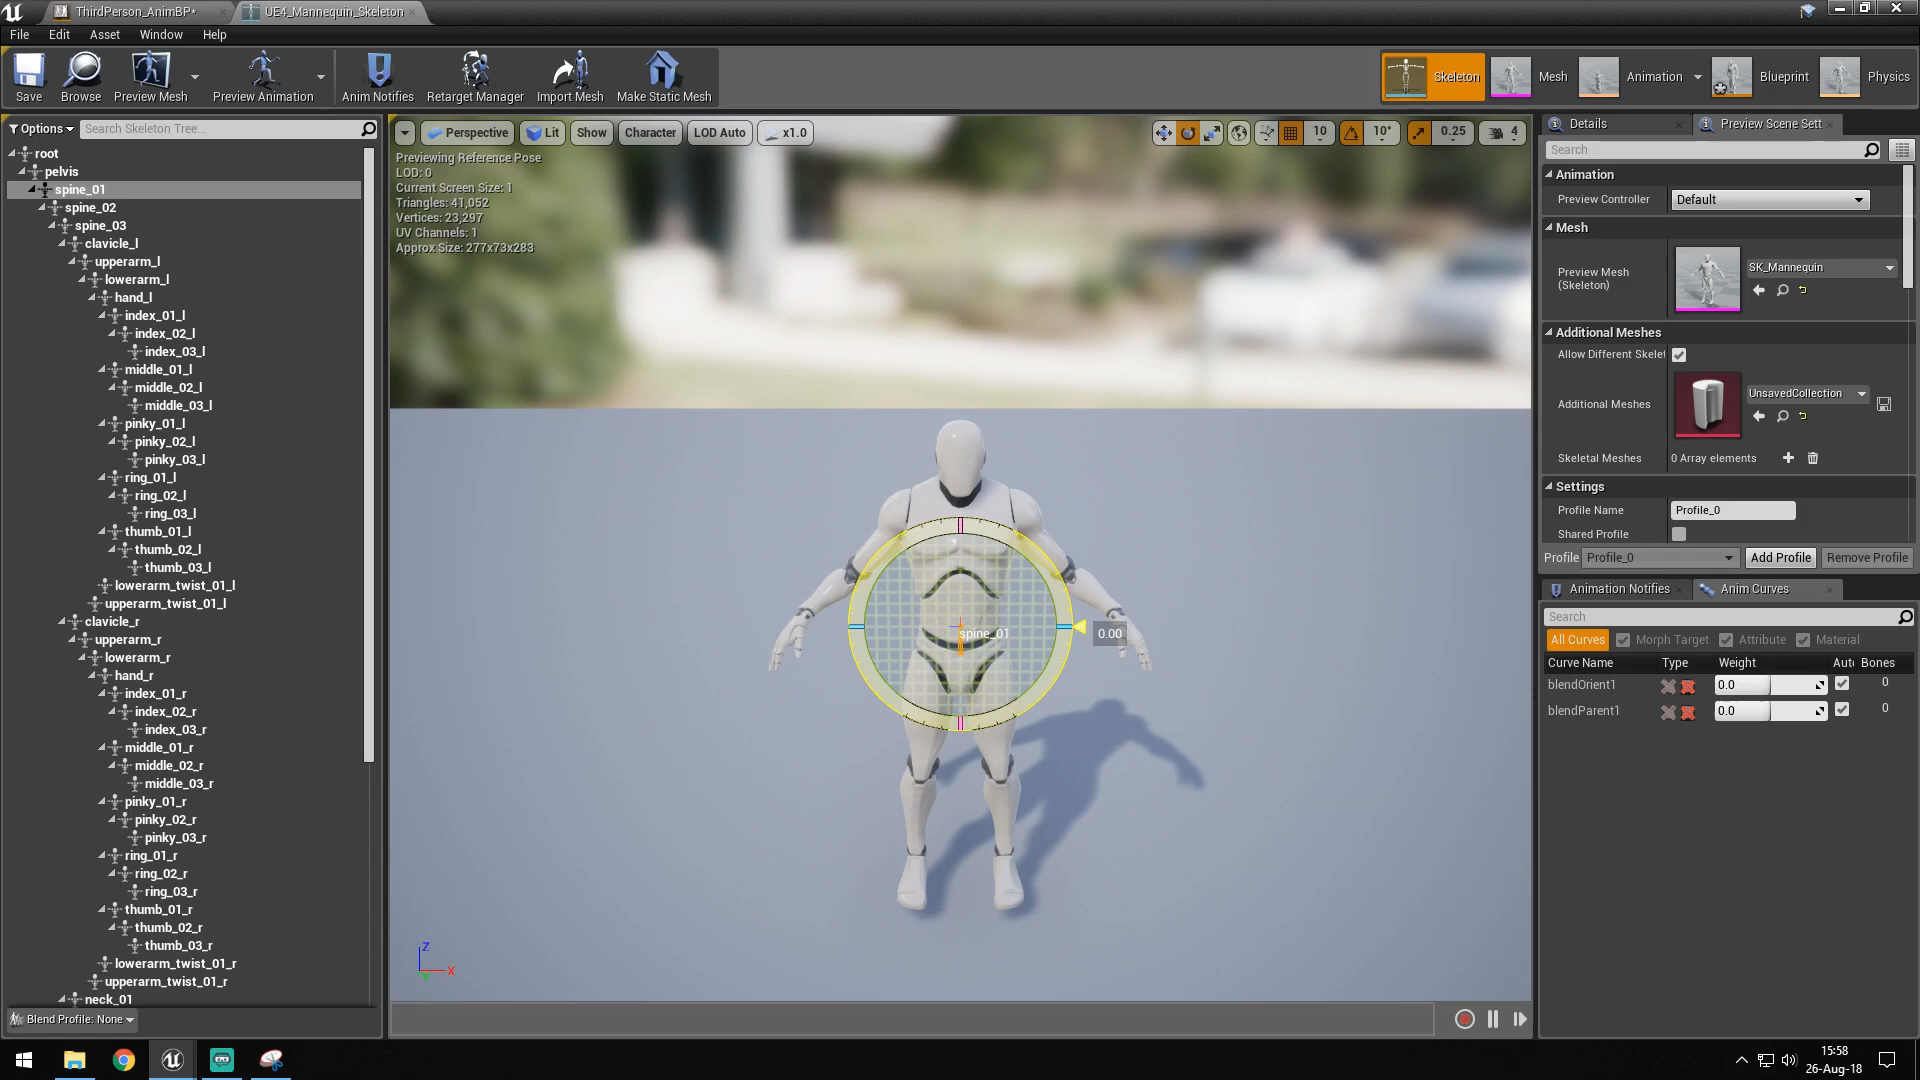 ThirdPerson_AnimBP*
UE4_Mannequin_Skeleton
File Edit Asset Window Help
Save Browse Preview Mesh Preview Animation Anim Notifies Retarget Manager Import Mesh Make Static Mesh
Skeleton Mesh Animation Blueprint Physics
Options Search Skeleton Tree...
root
pelvis
spine_01
spine_02
spine_03
clavicle_l
upperarm_l
lowerarm_l
hand_l
index_01_l
index_02_l
index_03_l
middle_01_l
middle_02_l
middle_03_l
pinky_01_l
pinky_02_l
pinky_03_l
ring_01_l
ring_02_l
ring_03_l
thumb_01_l
thumb_02_l
thumb_03_l
lowerarm_twist_01_l
upperarm_twist_01_l
clavicle_r
upperarm_r
lowerarm_r
hand_r
index_01_r
index_02_r
index_03_r
middle_01_r
middle_02_r
middle_03_r
pinky_01_r
pinky_02_r
pinky_03_r
ring_01_r
ring_02_r
ring_03_r
thumb_01_r
thumb_02_r
thumb_03_r
lowerarm_twist_01_r
upperarm_twist_01_r
neck_01
Blend Profile: None
Perspective Lit Show Character LOD Auto x1.0 10 10° 0.25 4
Previewing Reference Pose
LOD: 0
Current Screen Size: 1
Triangles: 41,052
Vertices: 23,297
UV Channels: 1
Approx Size: 277x73x283
spine_01
0.00
Z
X
Y
Details Preview Scene Sett
Search
Animation
Preview Controller Default
Mesh
Preview Mesh
(Skeleton)
SK_Mannequin
Additional Meshes
Allow Different Skelet
Additional Meshes UnsavedCollection
Skeletal Meshes 0 Array elements
Settings
Profile Name Profile_0
Shared Profile
Profile Profile_0 Add Profile Remove Profile
Animation Notifies Anim Curves
Search
All Curves Morph Target Attribute Material
Curve Name Type Weight Aut Bones
blendOrient1 0.0 0
blendParent1 0.0 0
15:58
26-Aug-18